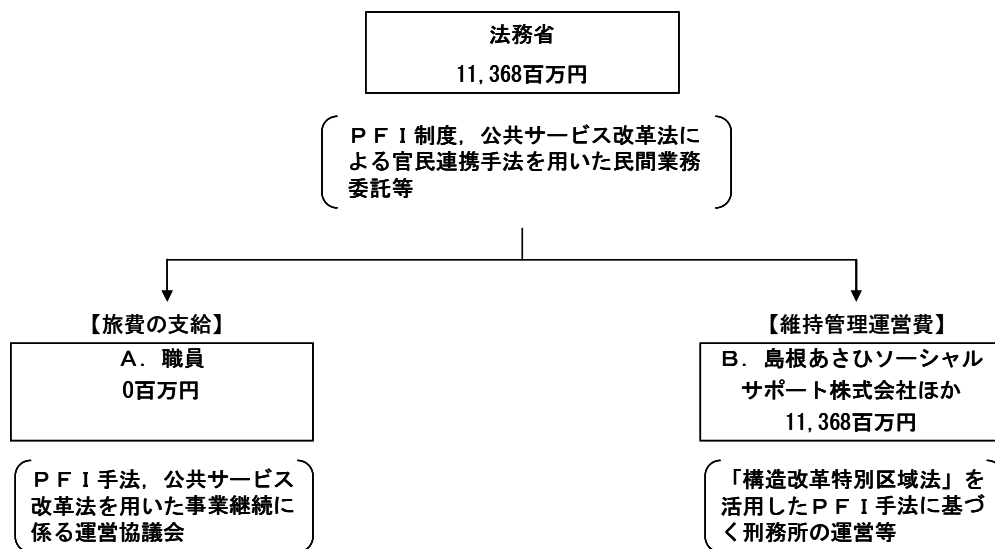 法務省
11,368百万円
ＰＦＩ制度，公共サービス改革法に
よる官民連携手法を用いた民間業務
委託等
【旅費の支給】
Ａ．職員
0百万円
ＰＦＩ手法，公共サービス
改革法を用いた事業継続に
係る運営協議会
【維持管理運営費】
Ｂ．島根あさひソーシャル
サポート株式会社ほか
11,368百万円
「構造改革特別区域法」を
活用したＰＦＩ手法に基づ
く刑務所の運営等